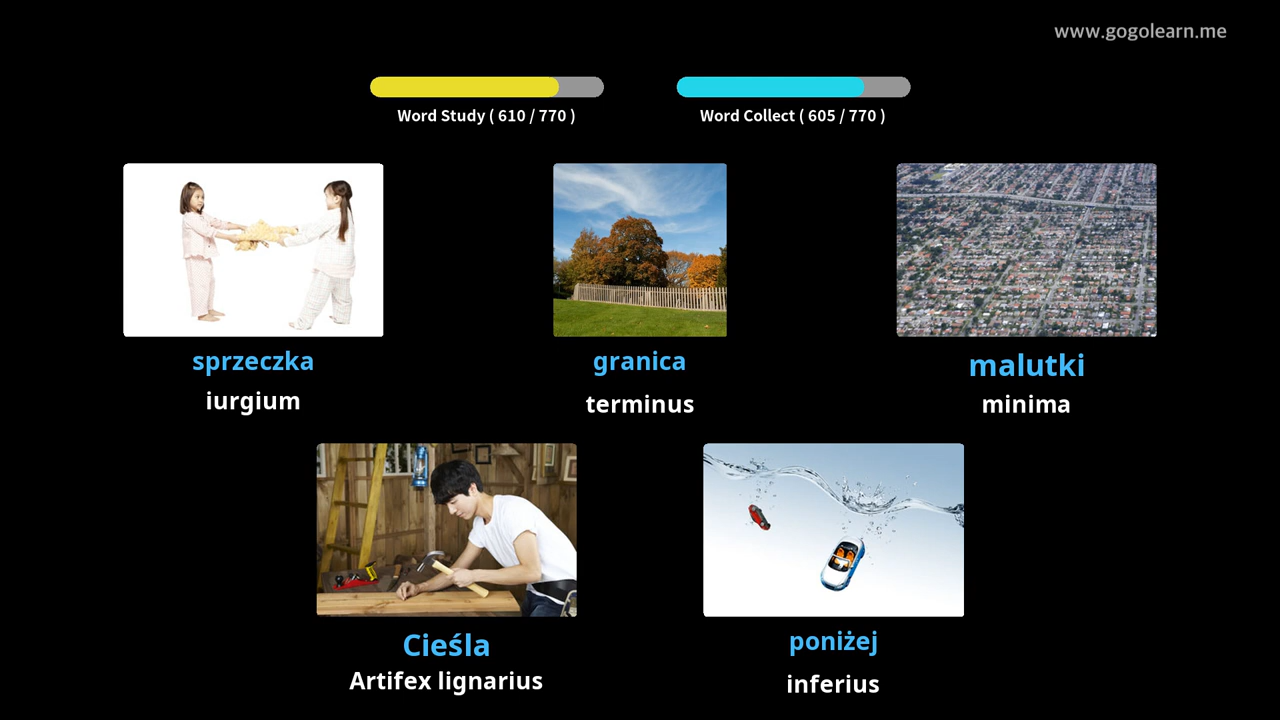 www.gogolearn.me
Word Study ( 610 / 770 )
Word Collect ( 605 / 770 )
sprzeczka
iurgium
granica
terminus
malutki
minima
Cieśla
Artifex lignarius
poniżej
inferius